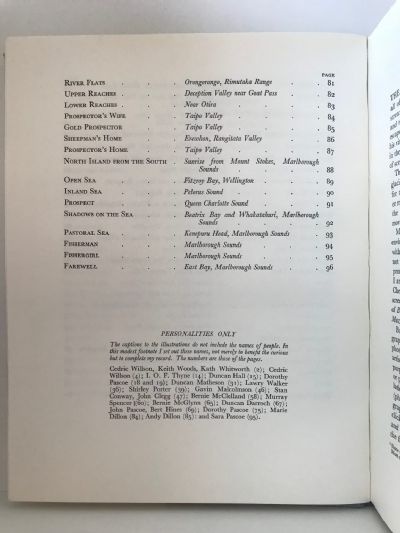 PAGE
RIVER FLATS . . . Orongorongo, Rimutaka Range . . 81
UPPER REACHES . . . Deception Valley near Goat Pass . . 82
LOWER REACHES . . . Near Otira . . . . 83
PROSPECTOR'S WIFE . . Taipo Valley . . . . 84
GOLD PROSPECTOR . . Taipo Valley . . . . 85
SHEEPMAN'S HOME . . Erewhon, Rangitata Valley . . 86
PROSPECTOR'S HOME . . Taipo Valley . . . . 87
NORTH ISLAND FROM THE SOUTH . Sunrise from Mount Stokes, Marlborough
Sounds . . . . 88
OPEN SEA . . . Fitzroy Bay, Wellington . . 89
INLAND SEA . . . Pelorus Sound . . . 90
PROSPECT . . . Queen Charlotte Sound . . 91
SHADOWS ON THE SEA . . Beatrix Bay and Whakatahuri, Marlborough
Sounds . . . . 92
PASTORAL SEA . . . Kenepuru Head, Marlborough Sounds . 93
FISHERMAN . . . Marlborough Sounds . . . 94
FISHERGIRL . . . Marlborough Sounds . . . 95
FAREWELL . . . East Bay, Marlborough Sounds . . 96
PERSONALITIES ONLY
The captions to the illustrations do not include the names of people. In
this modest footnote I set out these names, not merely to benefit the curious
but to complete my record. The numbers are those of the pages.
Cedric Willson, Keith Woods, Kath Whitworth (2); Cedric
Willson (4); I. O. F. Thyne (14); Duncan Hall (15); Dorothy
Pascoe (18 and 19); Duncan Matheson (31); Lawry Walker
(36); Shirley Porter (39); Gavin Malcolmson (46); Stan
Conway, John Clegg (47); Bernie McClelland (58); Murray
Spencer (60); Bernie McGlynn (65); Duncan Darroch (67);
John Pascoe, Bert Hines (69); Dorothy Pascoe (75); Marie
Dillon (84); Andy Dillon (85): and Sara Pascoe (95).